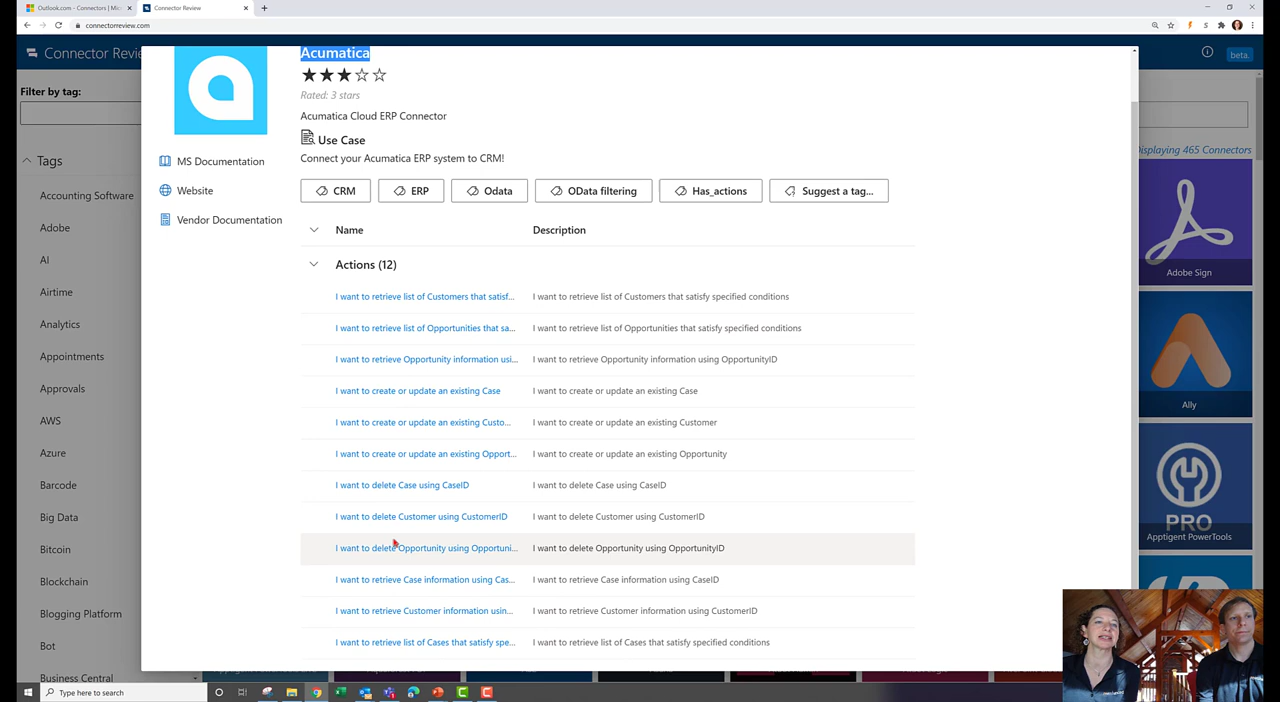 Outlook.com - Connectors | Mic
Connector Review
connectorreview.com
Connector Revie
beta.
Filter by tag:
Displaying 465 Connectors
Tags
Accounting Software
Adobe
AI
Airtime
Analytics
Appointments
Approvals
AWS
Azure
Barcode
Big Data
Bitcoin
Blockchain
Blogging Platform
Bot
Business Central
Acumatica
Rated: 3 stars
Acumatica Cloud ERP Connector
Use Case
Connect your Acumatica ERP system to CRM!
MS Documentation
Website
Vendor Documentation
CRM
ERP
Odata
OData filtering
Has_actions
Suggest a tag...
Name Description
Actions (12)
I want to retrieve list of Customers that satisf... I want to retrieve list of Customers that satisfy specified conditions
I want to retrieve list of Opportunities that sa... I want to retrieve list of Opportunities that satisfy specified conditions
I want to retrieve Opportunity information usi... I want to retrieve Opportunity information using OpportunityID
I want to create or update an existing Case I want to create or update an existing Case
I want to create or update an existing Custo... I want to create or update an existing Customer
I want to create or update an existing Opport... I want to create or update an existing Opportunity
I want to delete Case using CaseID I want to delete Case using CaseID
I want to delete Customer using CustomerID I want to delete Customer using CustomerID
I want to delete Opportunity using Opportuni... I want to delete Opportunity using OpportunityID
I want to retrieve Case information using Cas... I want to retrieve Case information using CaseID
I want to retrieve Customer information usin... I want to retrieve Customer information using CustomerID
I want to retrieve list of Cases that satisfy spe... I want to retrieve list of Cases that satisfy specified conditions
Adobe Sign
Ally
PRO
Apptigent PowerTools
Type here to search